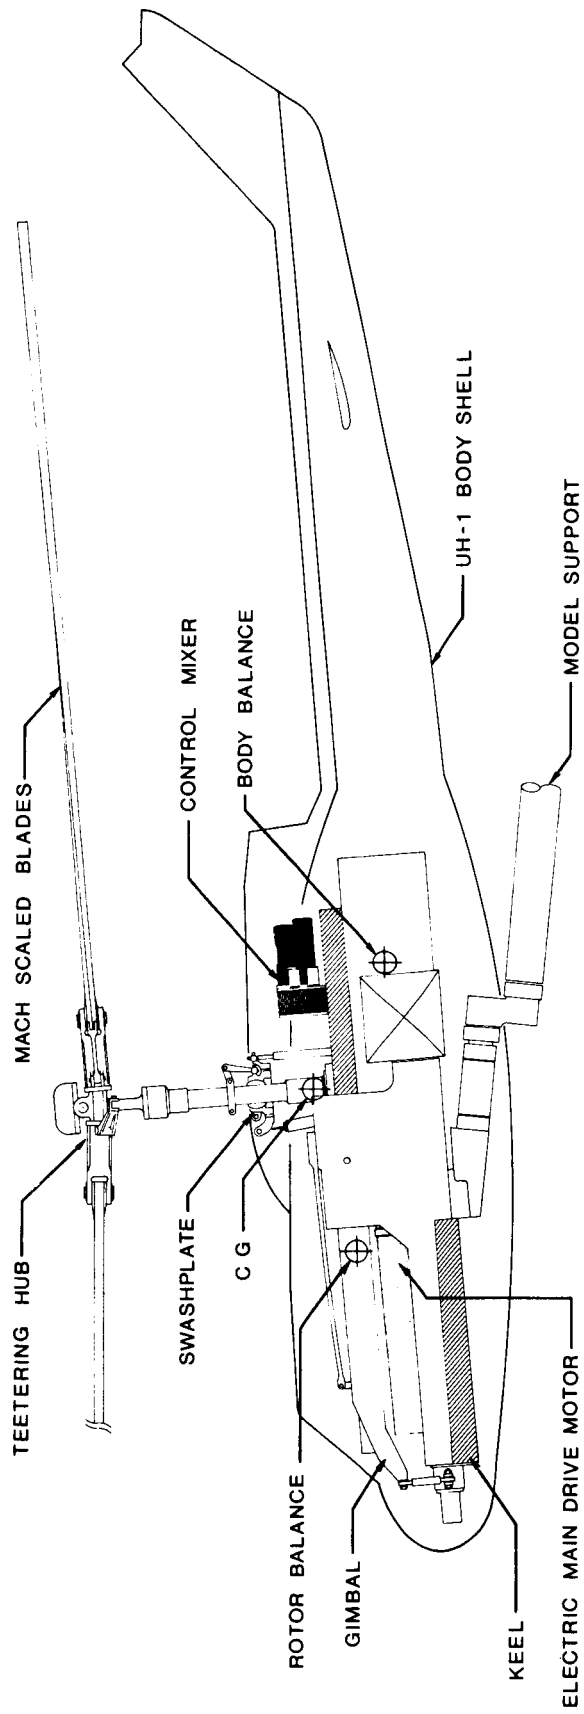 TEETERING HUB
MACH SCALED BLADES
SWASHPLATE
CG
CONTROL MIXER
BODY BALANCE
ROTOR BALANCE
GIMBAL
KEEL
ELECTRIC MAIN DRIVE MOTOR
UH-1 BODY SHELL
MODEL SUPPORT